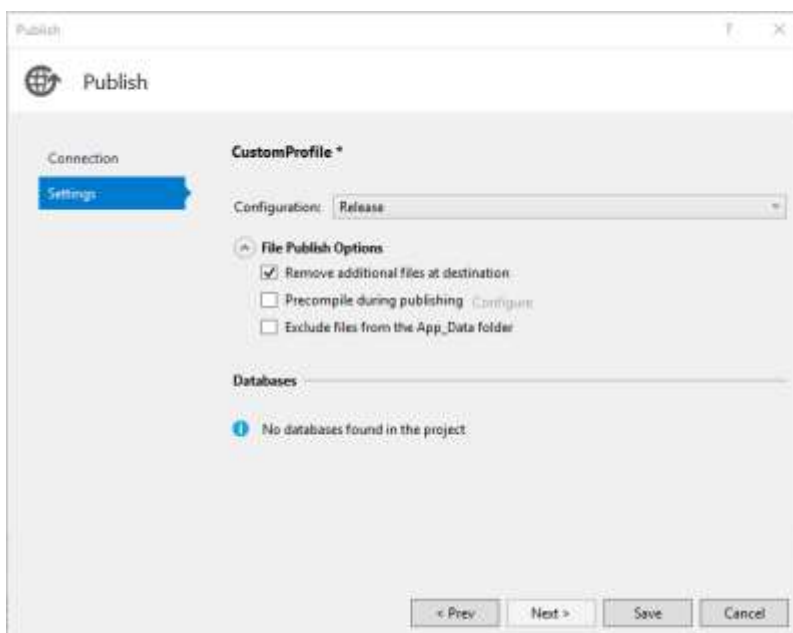 Publish
Publish
Connection
Settings
CustomProfile *
Configuration: Release
File Publish Options
Remove additional files at destination
Precompile during publishing Configure
Exclude files from the App_Data folder
Databases
No databases found in the project
< Prev Next > Save Cancel